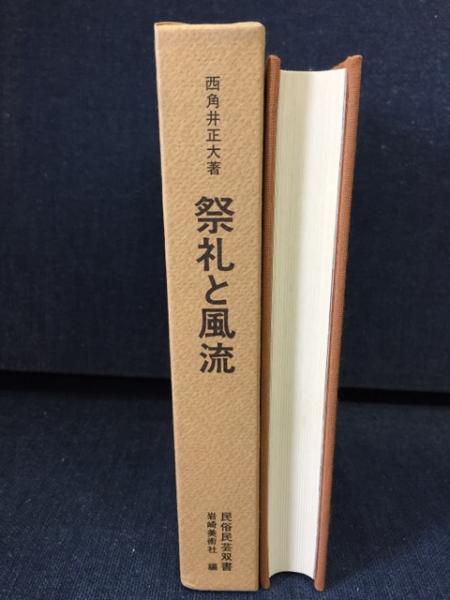 西角井正大著
祭礼と風流
民俗民芸双書
岩崎美術社 編